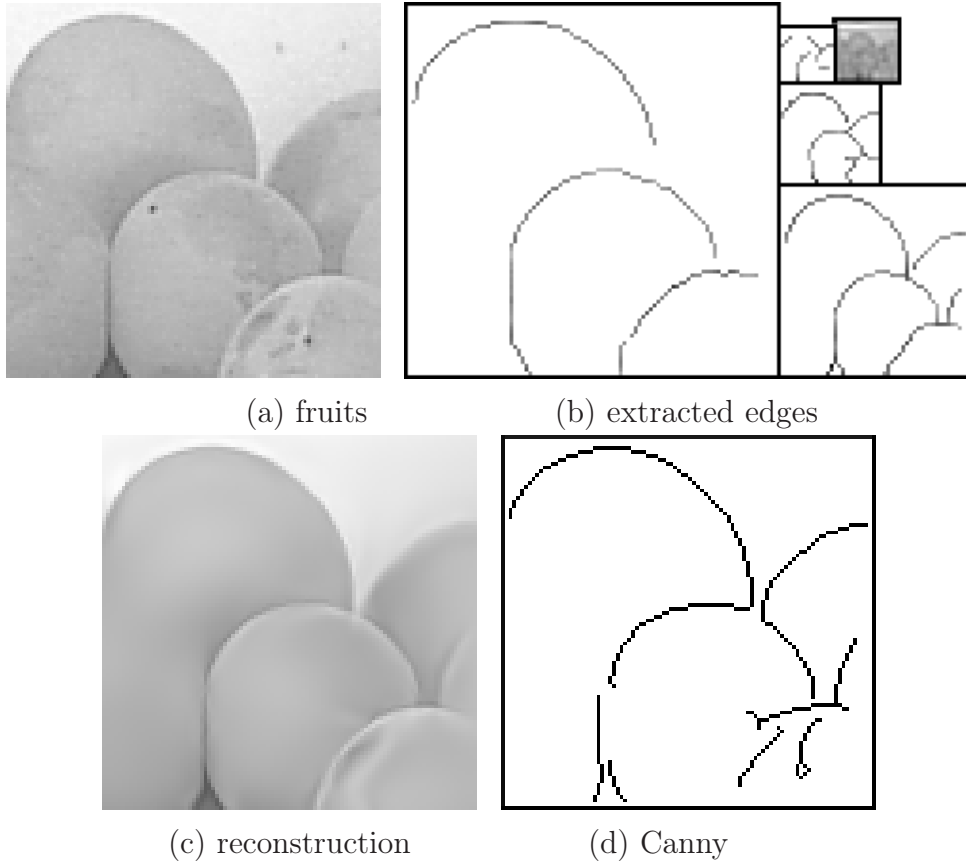 (a) fruits
(b) extracted edges
(c) reconstruction
(d) Canny